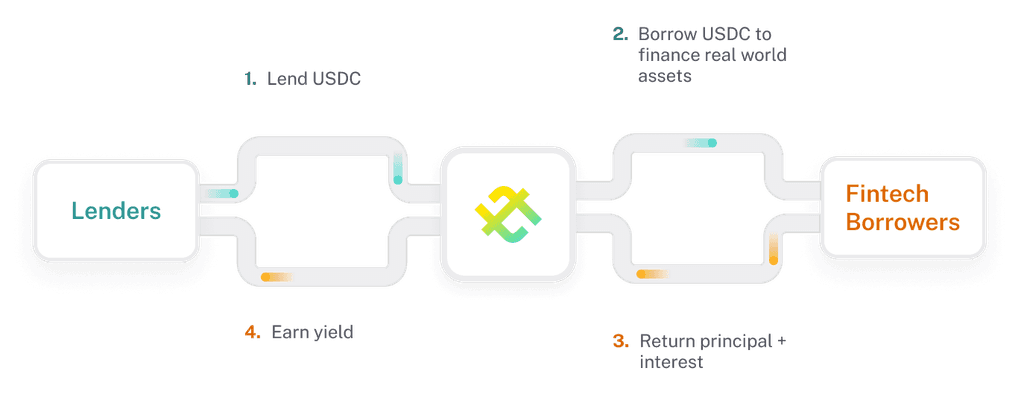 1. Lend USDC
2. Borrow USDC to
finance real world
assets
Lenders
Fintech
Borrowers
4. Earn yield
3. Return principal +
interest